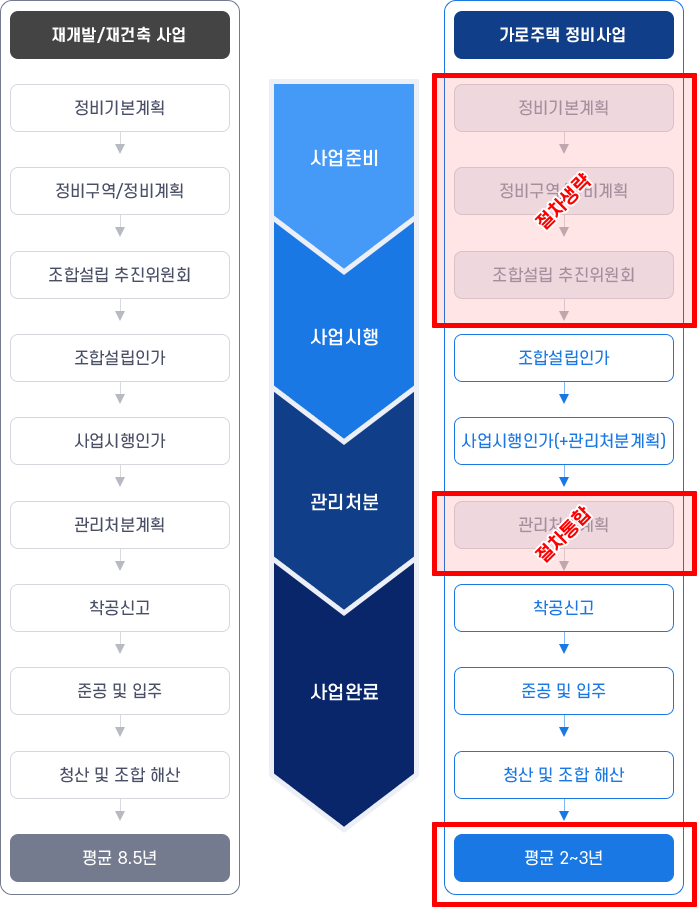 재개발/재건축 사업
정비기본계획
정비구역/정비계획
조합설립 추진위원회
조합설립인가
사업시행인가
관리처분계획
착공신고
준공 및 입주
청산 및 조합 해산
평균 8.5년
사업준비
사업시행
관리처분
사업완료
가로주택 정비사업
정비기본계획
정비구역/정비계획
절차생략
조합설립 추진위원회
조합설립인가
사업시행인가(+관리처분계획)
관리처분계획
절차통합
착공신고
준공 및 입주
청산 및 조합 해산
평균 2~3년